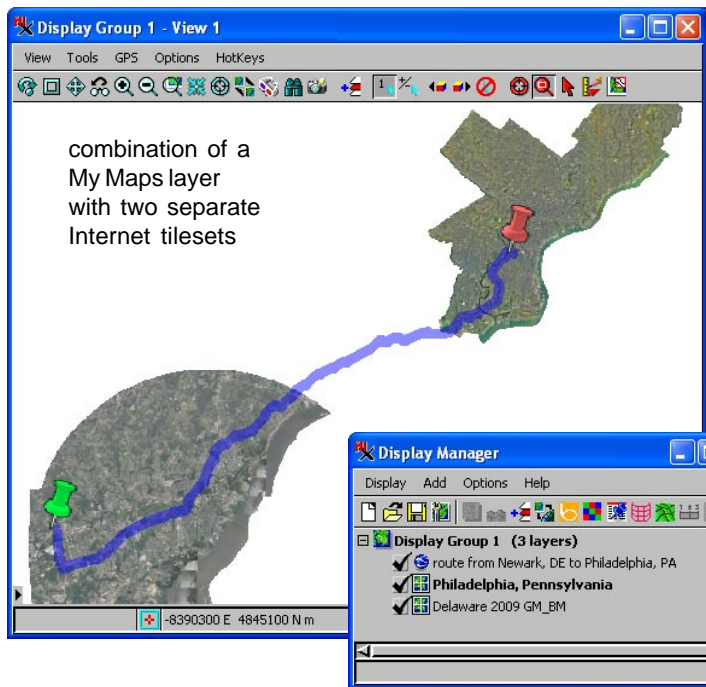 Display Group 1 - View 1
View Tools GPS Options HotKeys
combination of a
My Maps layer
with two separate
Internet tilesets
Display Manager
Display Add Options Help
Display Group 1 (3 layers)
route from Newark, DE to Philadelphia, PA
Philadelphia, Pennsylvania
Delaware 2009 GM_BM
-8390300 E 4845100 N m